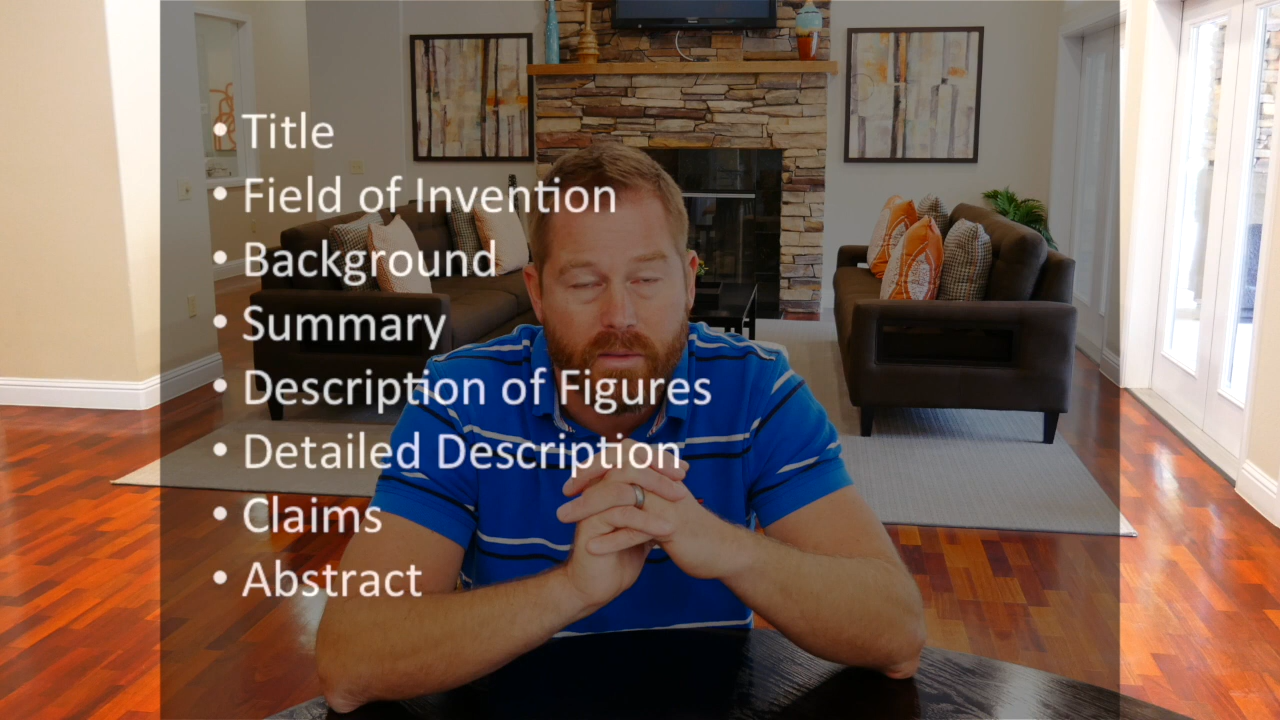 • Title
• Field of Invention
• Background
• Summary
• Description of Figures
• Detailed Description
• Claims
• Abstract